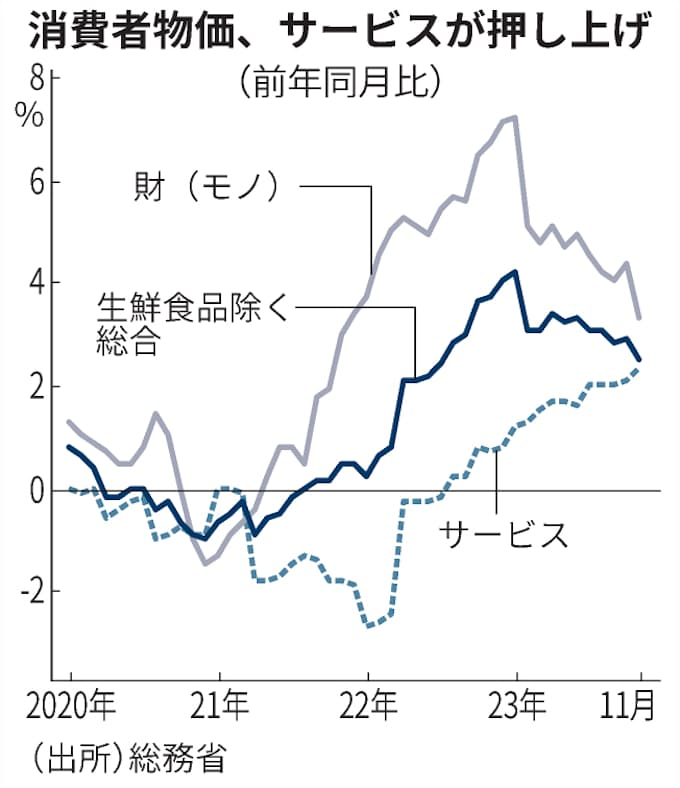 消費者物価、サービスが押し上げ
（前年同月比）
8
%
6
財（モノ）
4
生鮮食品除く
総合
2
0
サービス
-2
2020年 21年 22年 23年 11月
（出所）総務省